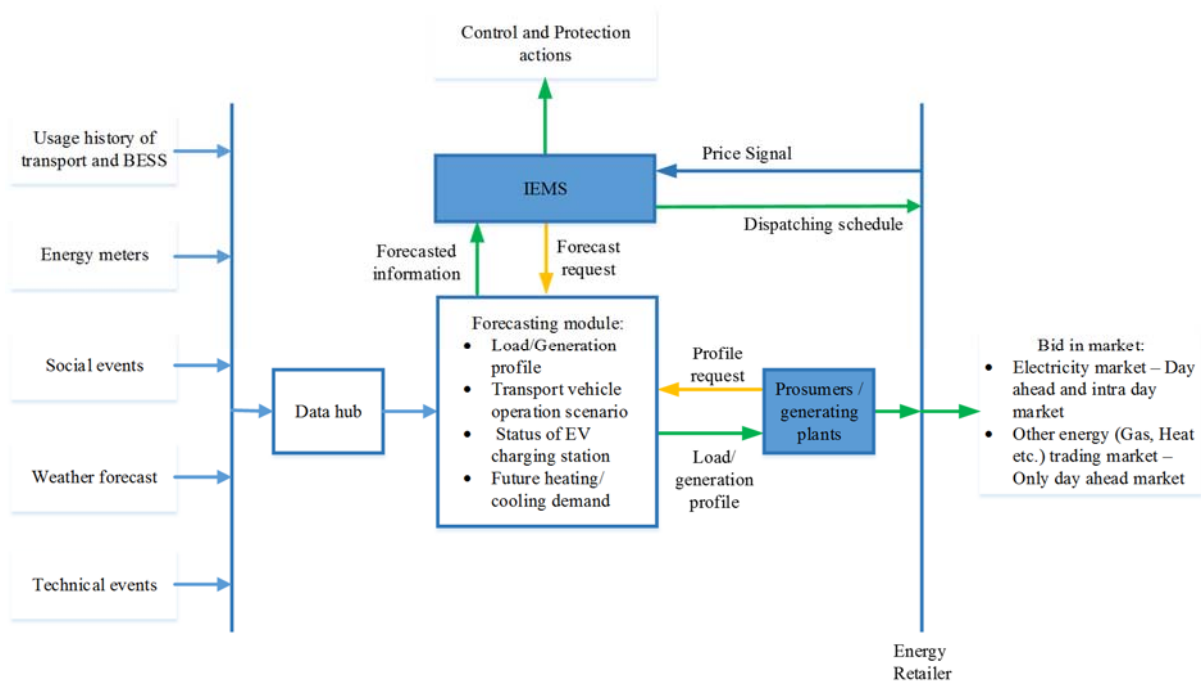 Control and Protection
actions
Usage history of
transport and BESS
Energy meters
Social events
Weather forecast
Technical events
Data hub
IEMS
Price Signal
Dispatching schedule
Forecasted
information
Forecast
request
Forecasting module:
• Load/Generation
profile
• Transport vehicle
operation scenario
• Status of EV
charging station
• Future heating/
cooling demand
Profile
request
Load/
generation
profile
Prosumers /
generating
plants
Bid in market:
• Electricity market – Day
ahead and intra day
market
• Other energy (Gas, Heat
etc.) trading market –
Only day ahead market
Energy
Retailer